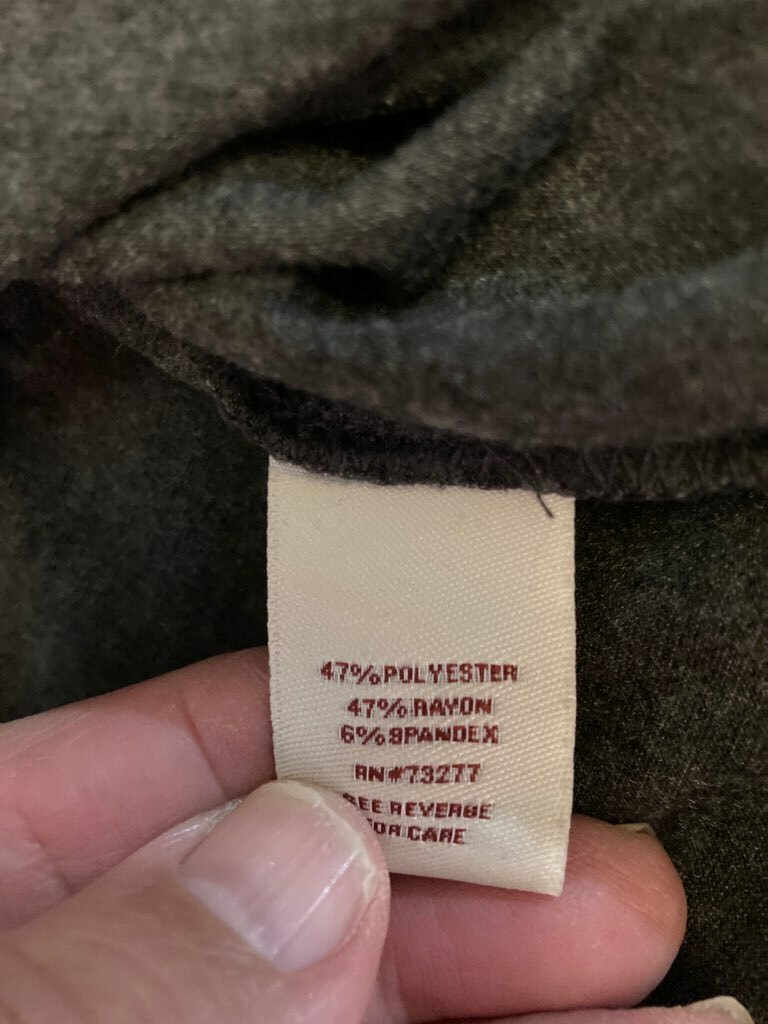 47% POLYESTER
47% RAYON
6% SPANDEX
RN#73277
SEE REVERSE
FOR CARE